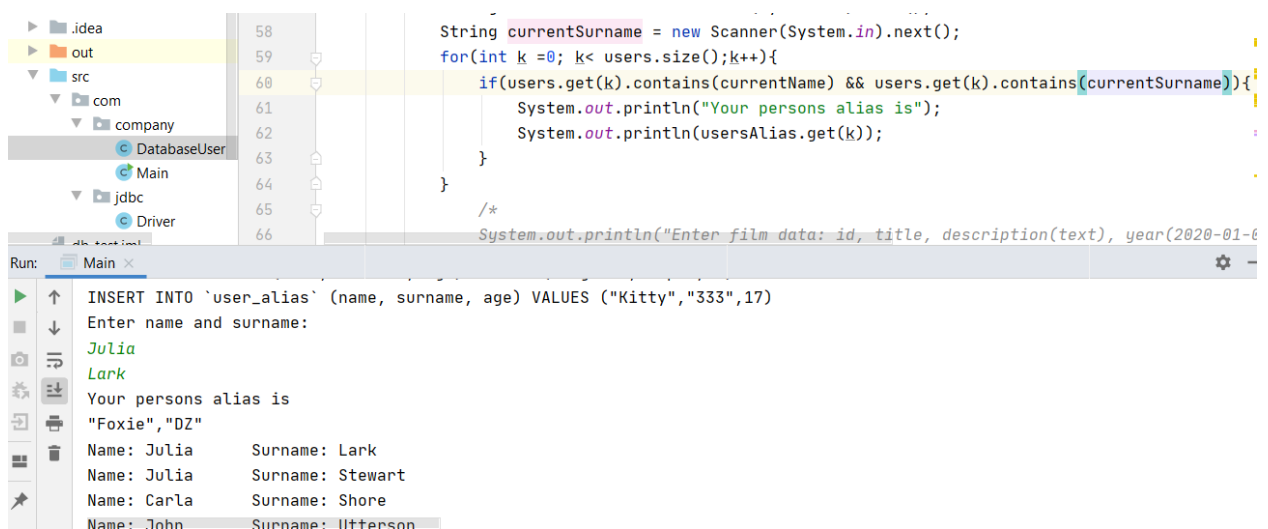 .idea
out
src
com
company
DatabaseUser
Main
jdbc
Driver
58 String currentSurname = new Scanner(System.in).next();
59 for(int k =0; k< users.size();k++){
60 if(users.get(k).contains(currentName) && users.get(k).contains(currentSurname)){
61 System.out.println("Your persons alias is");
62 System.out.println(usersAlias.get(k));
63 }
64 }
65 /*
66 System.out.println("Enter film data: id, title, description(text), year(2020-01-0
Run: Main
INSERT INTO `user_alias` (name, surname, age) VALUES ("Kitty","333",17)
Enter name and surname:
Julia
Lark
Your persons alias is
"Foxie","DZ"
Name: Julia Surname: Lark
Name: Julia Surname: Stewart
Name: Carla Surname: Shore
Name: John Surname: Utterson